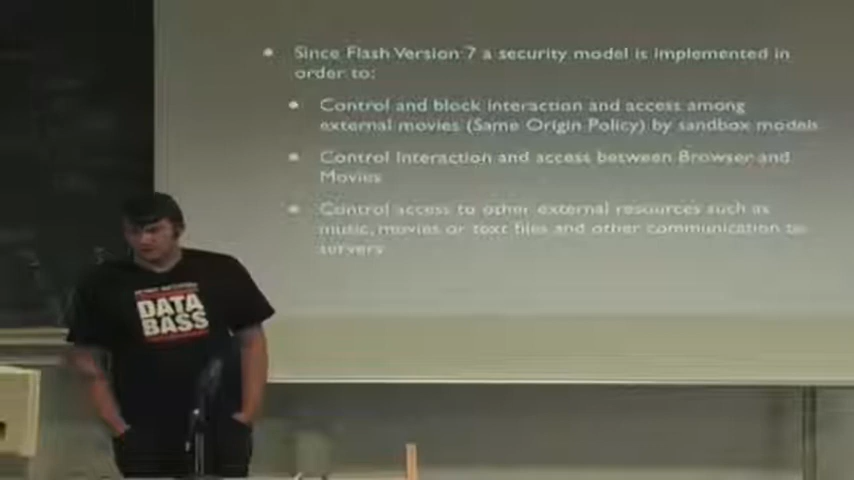 Since Flash Version 7 a security model is implemented in
order to:
Control and block interaction and access among
external movies (Same Origin Policy) by sandbox models
Control Interaction and access between Browser and
Movies
Control access to other external resources such as
music, movies or text files and other communication to
servers
DATA
BASS